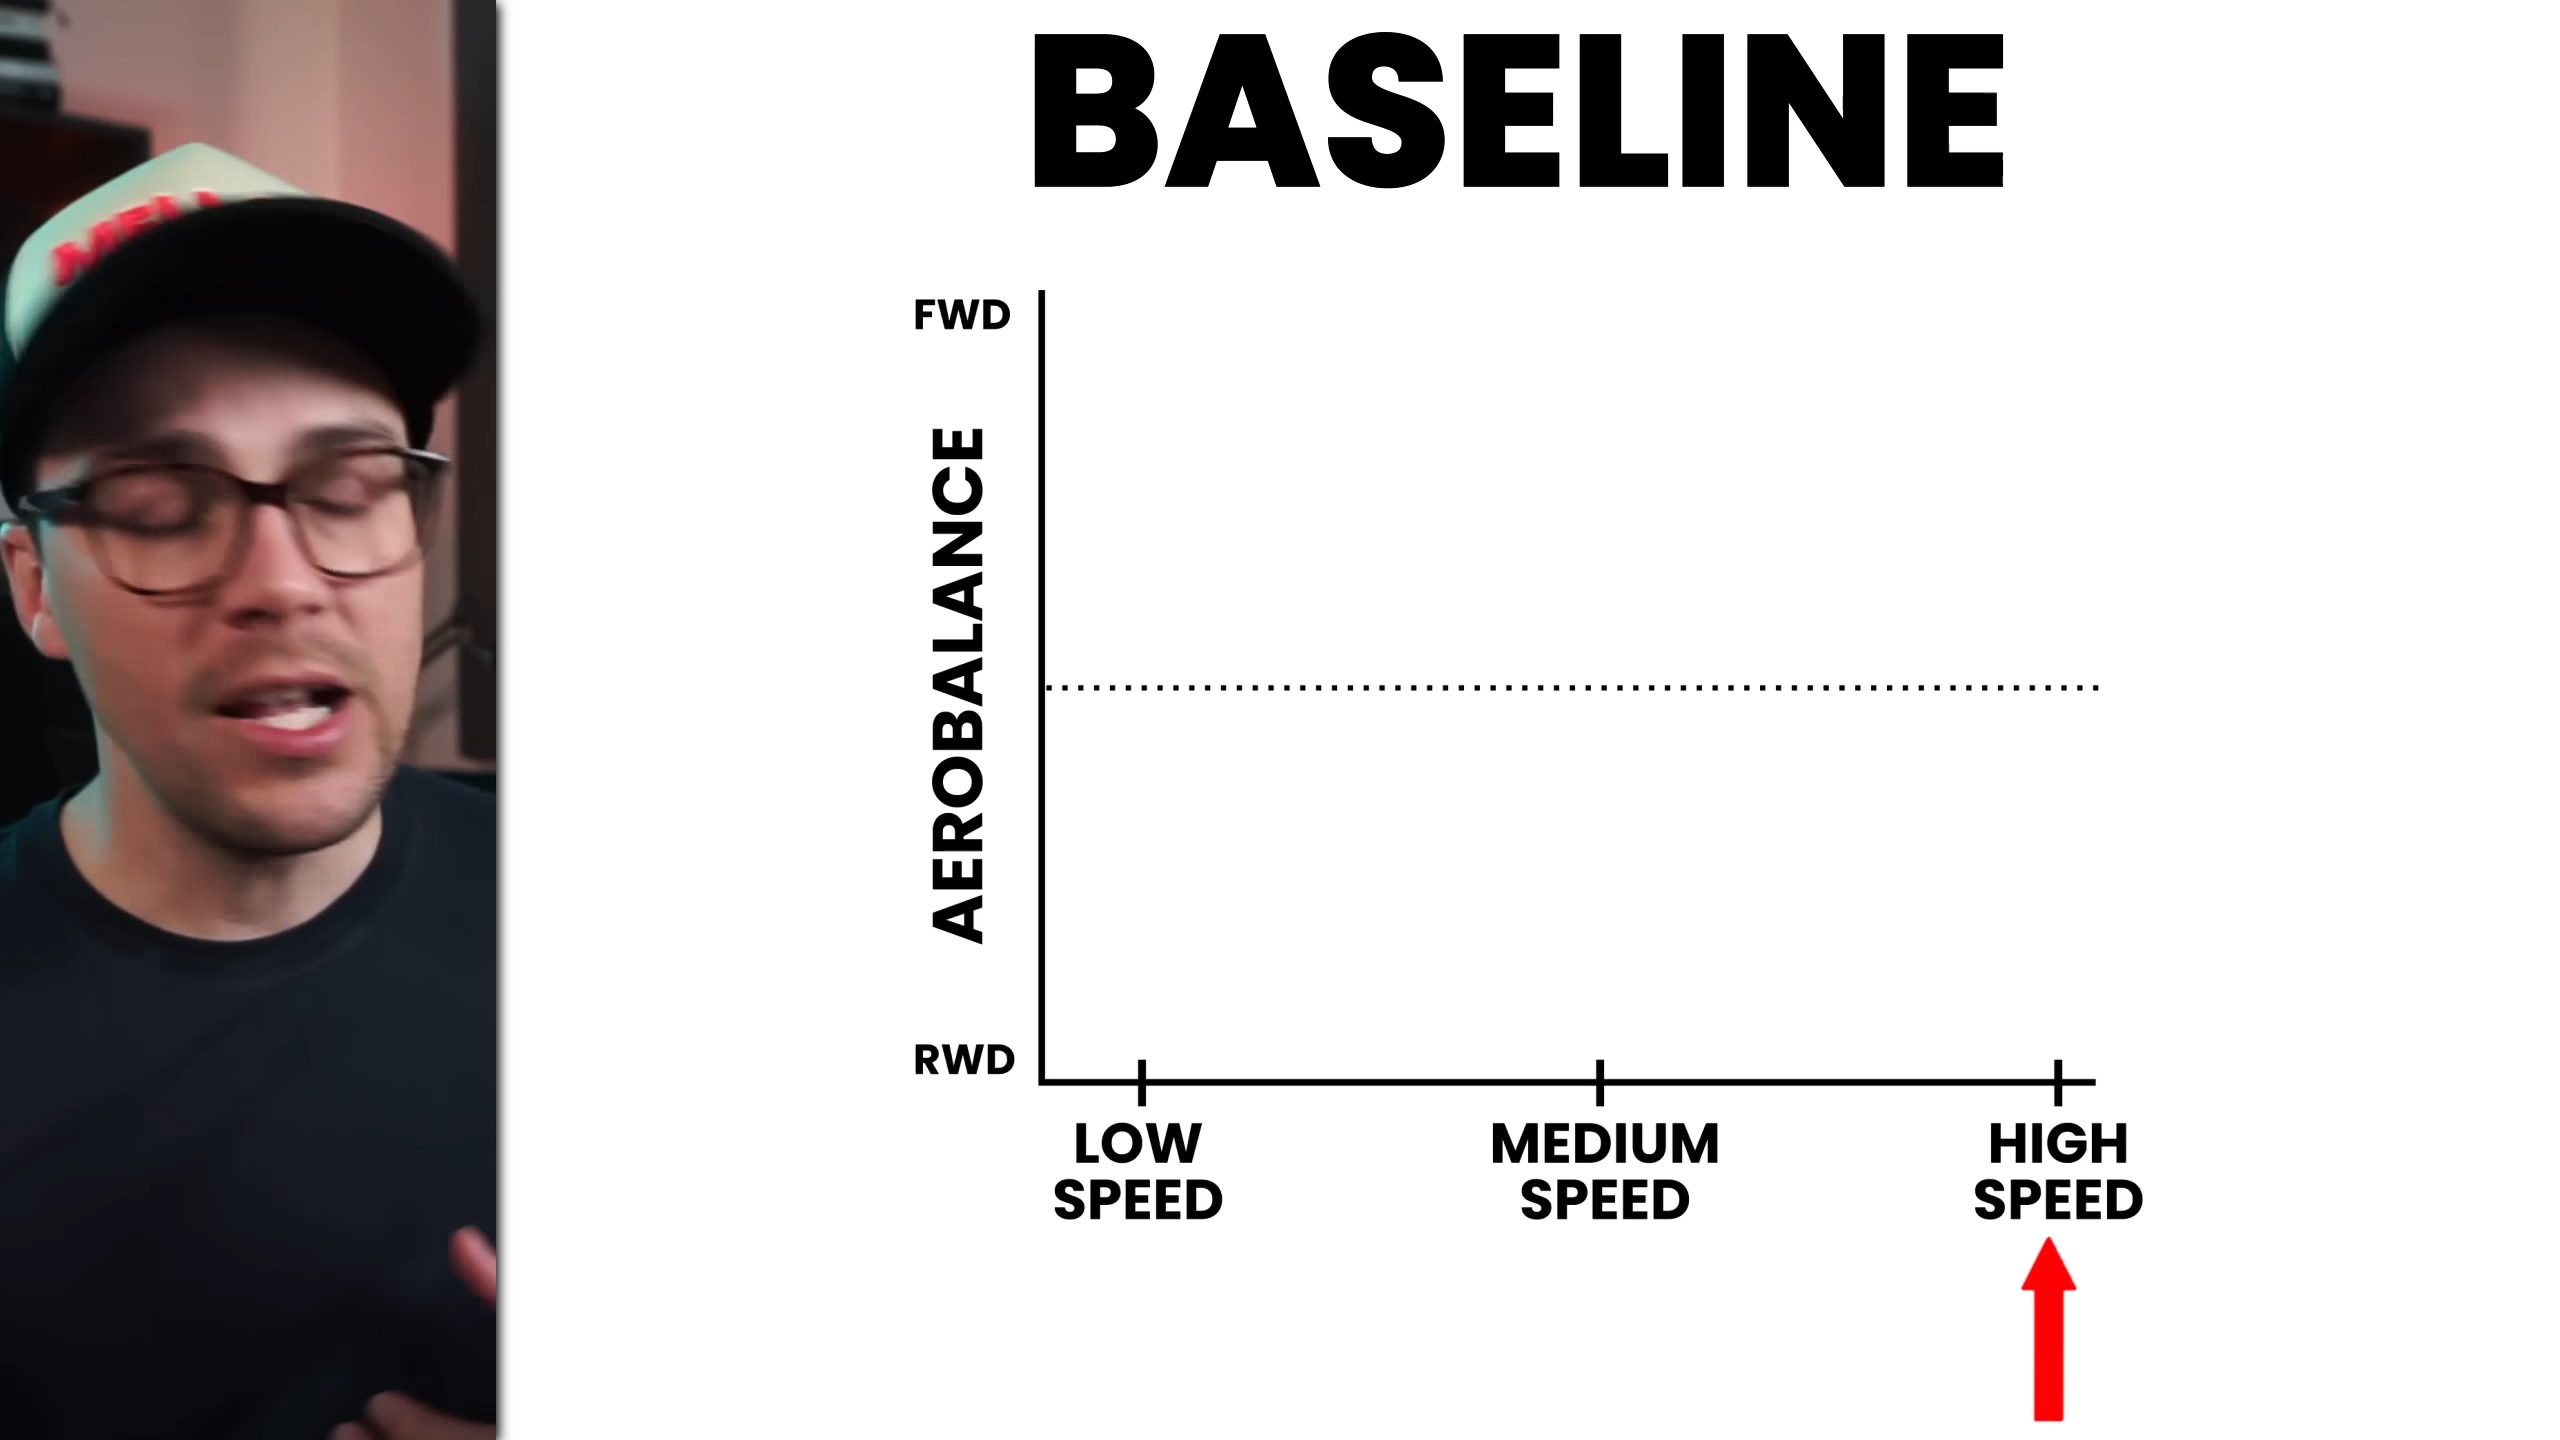 BASELINE
FWD
AEROBALANCE
RWD
LOW
SPEED
MEDIUM
SPEED
HIGH
SPEED